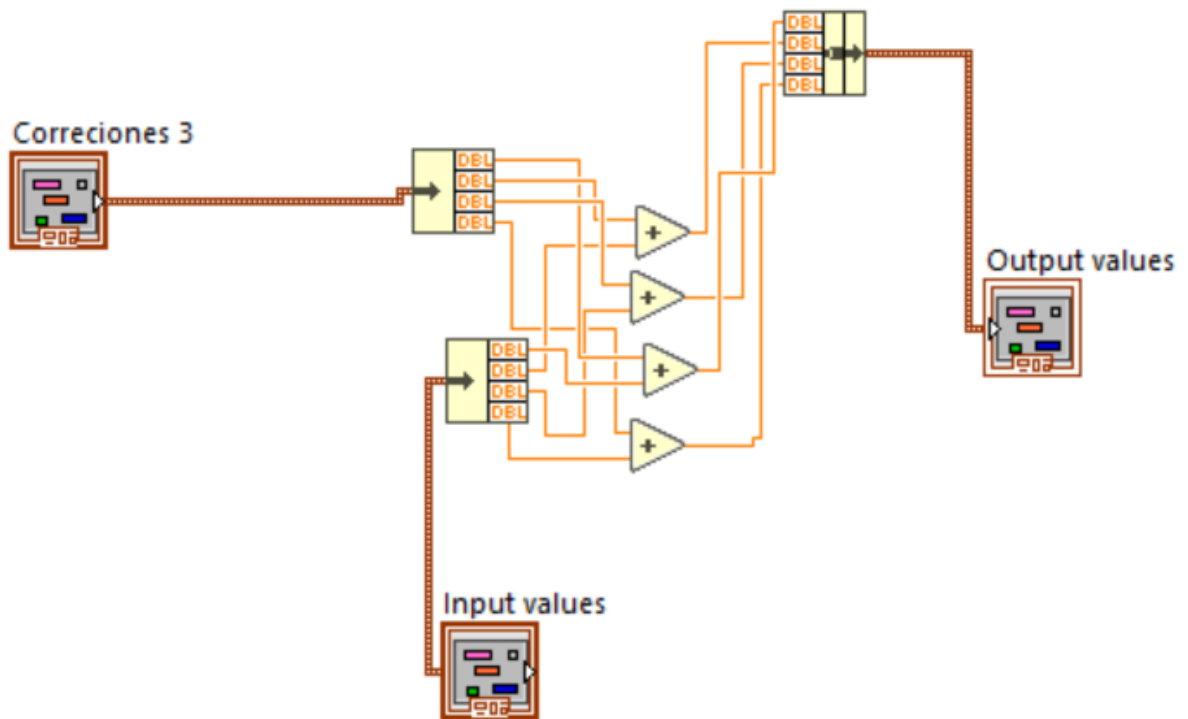 DBL
DBL
DBL
DBL
Correciones 3
DBL
DBL
DBL
DBL
+
+
Output values
DBL
DBL
DBL
DBL
+
+
Input values